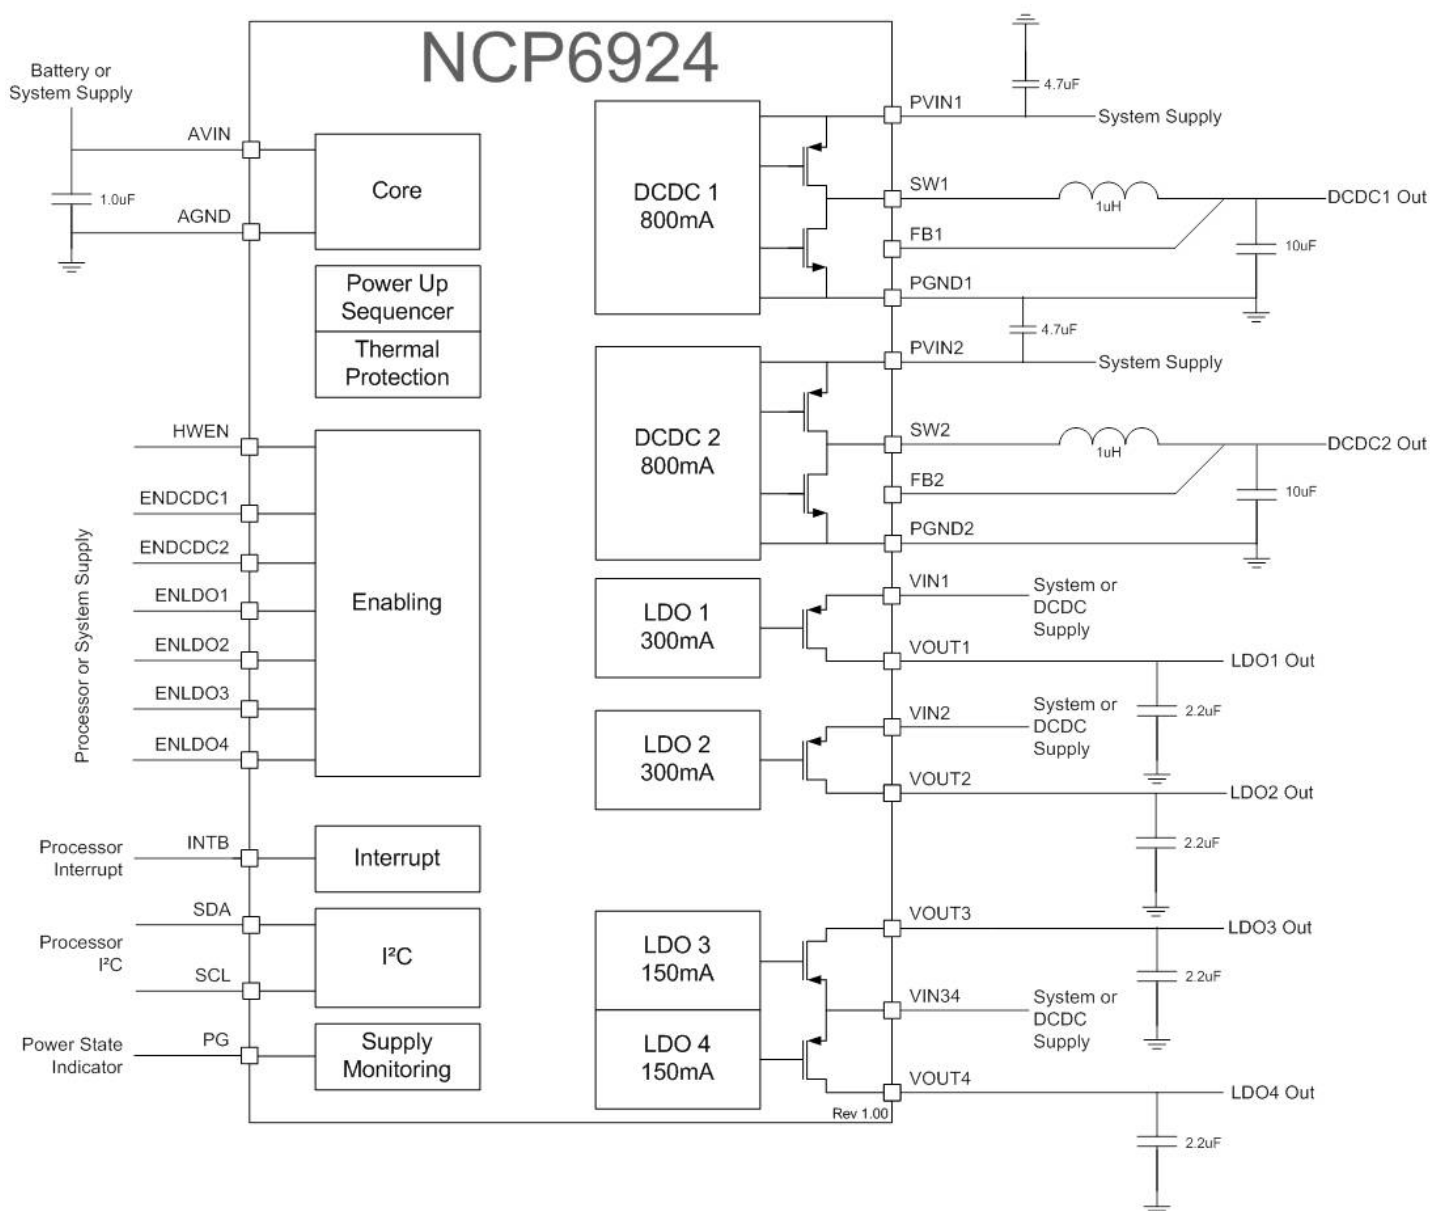 NCP6924
Battery or
System Supply
AVIN
1.0uF
AGND
Core
Power Up
Sequencer
Thermal
Protection
HWEN
ENDCDC1
ENDCDC2
ENLDO1
ENLDO2
ENLDO3
ENLDO4
Processor or System Supply
Enabling
Processor
Interrupt
INTB
Interrupt
SDA
Processor
I²C
SCL
I²C
Power State
Indicator
PG
Supply
Monitoring
DCDC 1
800mA
PVIN1
4.7uF
System Supply
SW1
1uH
DCDC1 Out
FB1
10uF
PGND1
4.7uF
DCDC 2
800mA
PVIN2
System Supply
SW2
1uH
DCDC2 Out
FB2
10uF
PGND2
LDO 1
300mA
VIN1
System or
DCDC
Supply
VOUT1
LDO1 Out
2.2uF
LDO 2
300mA
VIN2
System or
DCDC
Supply
VOUT2
LDO2 Out
2.2uF
LDO 3
150mA
VOUT3
LDO3 Out
2.2uF
VIN34
System or
DCDC
Supply
LDO 4
150mA
VOUT4
LDO4 Out
2.2uF
Rev 1.00